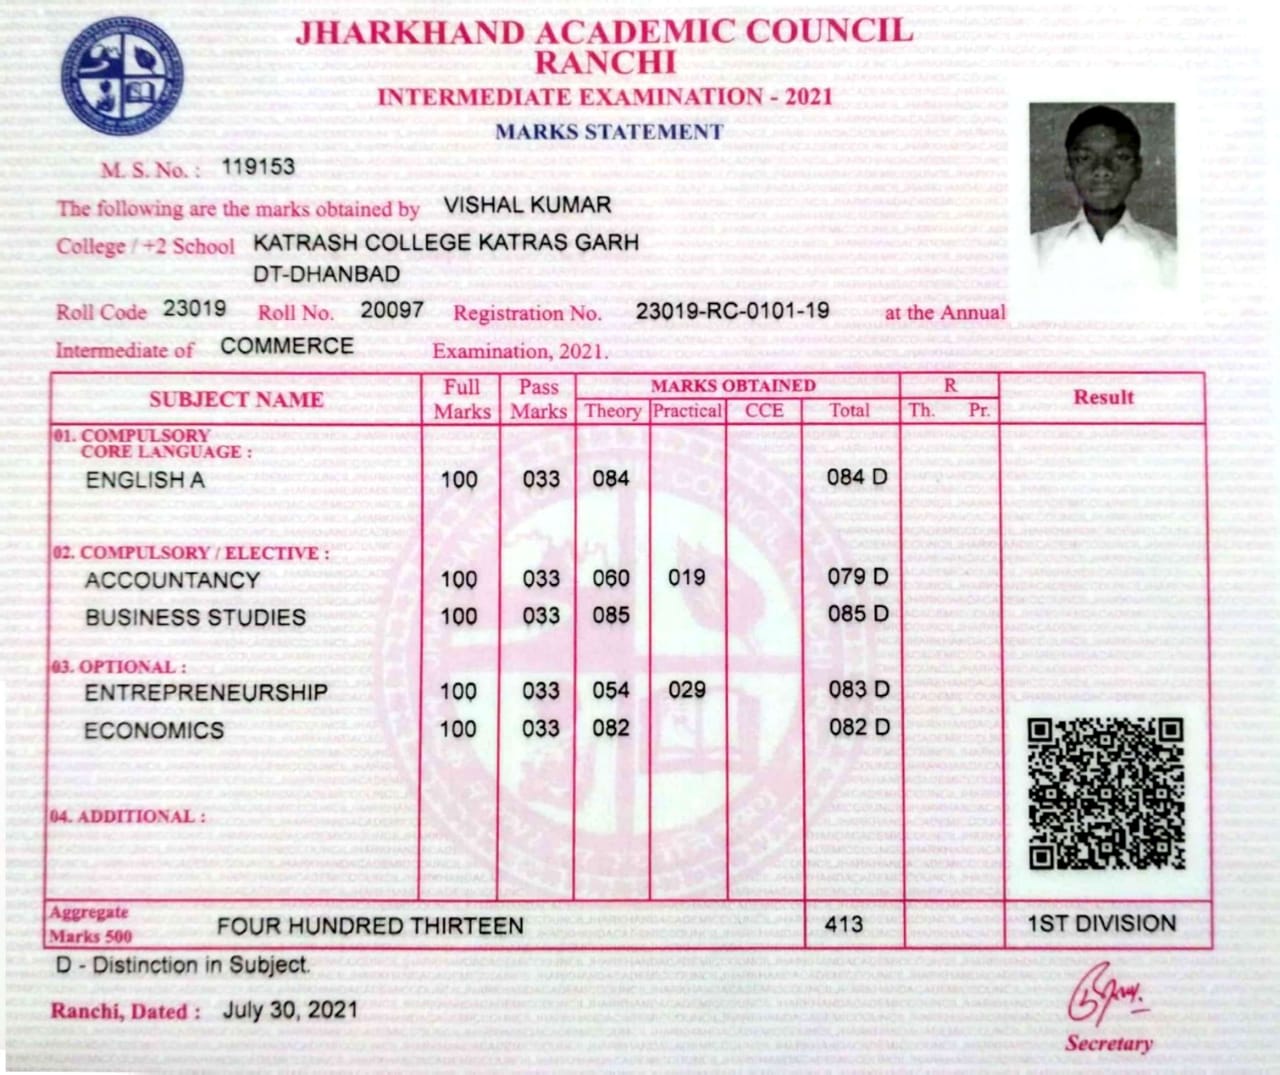 JHARKHAND ACADEMIC COUNCIL
RANCHI
INTERMEDIATE EXAMINATION - 2021
MARKS STATEMENT
M. S. No. : 119153
The following are the marks obtained by VISHAL KUMAR
College / +2 School KATRASH COLLEGE KATRAS GARH
DT-DHANBAD
Roll Code 23019 Roll No. 20097 Registration No. 23019-RC-0101-19 at the Annual
Intermediate of COMMERCE Examination, 2021.
SUBJECT NAME Full Marks Pass Marks MARKS OBTAINED R Result
Theory Practical CCE Total Th. Pr.
01. COMPULSORY
CORE LANGUAGE :
ENGLISH A 100 033 084 084 D
02. COMPULSORY / ELECTIVE :
ACCOUNTANCY 100 033 060 019 079 D
BUSINESS STUDIES 100 033 085 085 D
03. OPTIONAL :
ENTREPRENEURSHIP 100 033 054 029 083 D
ECONOMICS 100 033 082 082 D
04. ADDITIONAL :
Aggregate
Marks 500 FOUR HUNDRED THIRTEEN 413 1ST DIVISION
D - Distinction in Subject.
Ranchi, Dated : July 30, 2021
Secretary